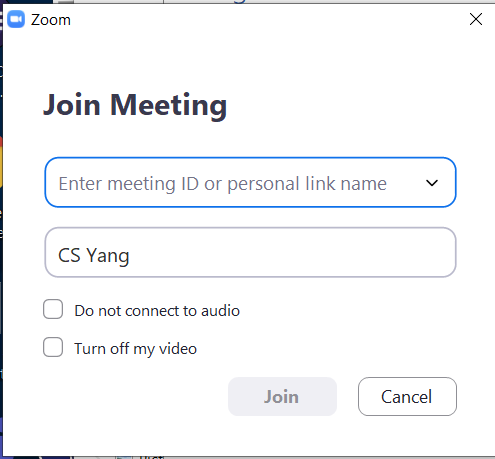 Zoom
Join Meeting
Enter meeting ID or personal link name
CS Yang
Do not connect to audio
Turn off my video
Join
Cancel